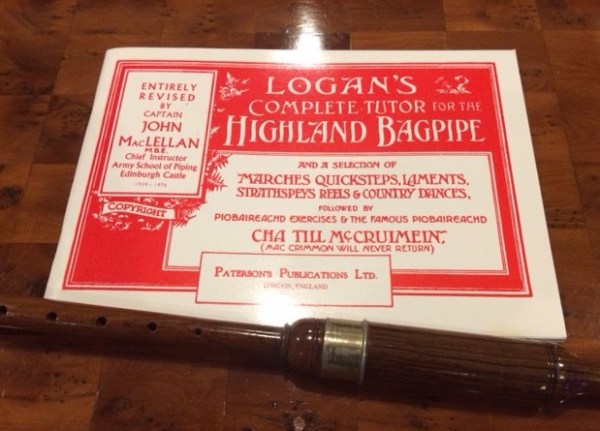 ENTIRELY
REVISED
BY
CAPTAIN
JOHN
MACLELLAN
M.B.E.
Chief Instructor
Army School of Piping
Edinburgh Castle
COPYRIGHT
LOGAN'S
COMPLETE TUTOR FOR THE
HIGHLAND BAGPIPE
AND A SELECTION OF
MARCHES QUICKSTEPS, LAMENTS,
STRATHSPEYS REELS & COUNTRY DANCES,
FOLLOWED BY
PIOBAIREACHD EXERCISES & THE FAMOUS PIOBAIREACHD
CHA TILL McCRUIMEIN,"
(MAC CRIMMON WILL NEVER RETURN)
PATERSON'S PUBLICATIONS LTD.
LONDON, ENGLAND